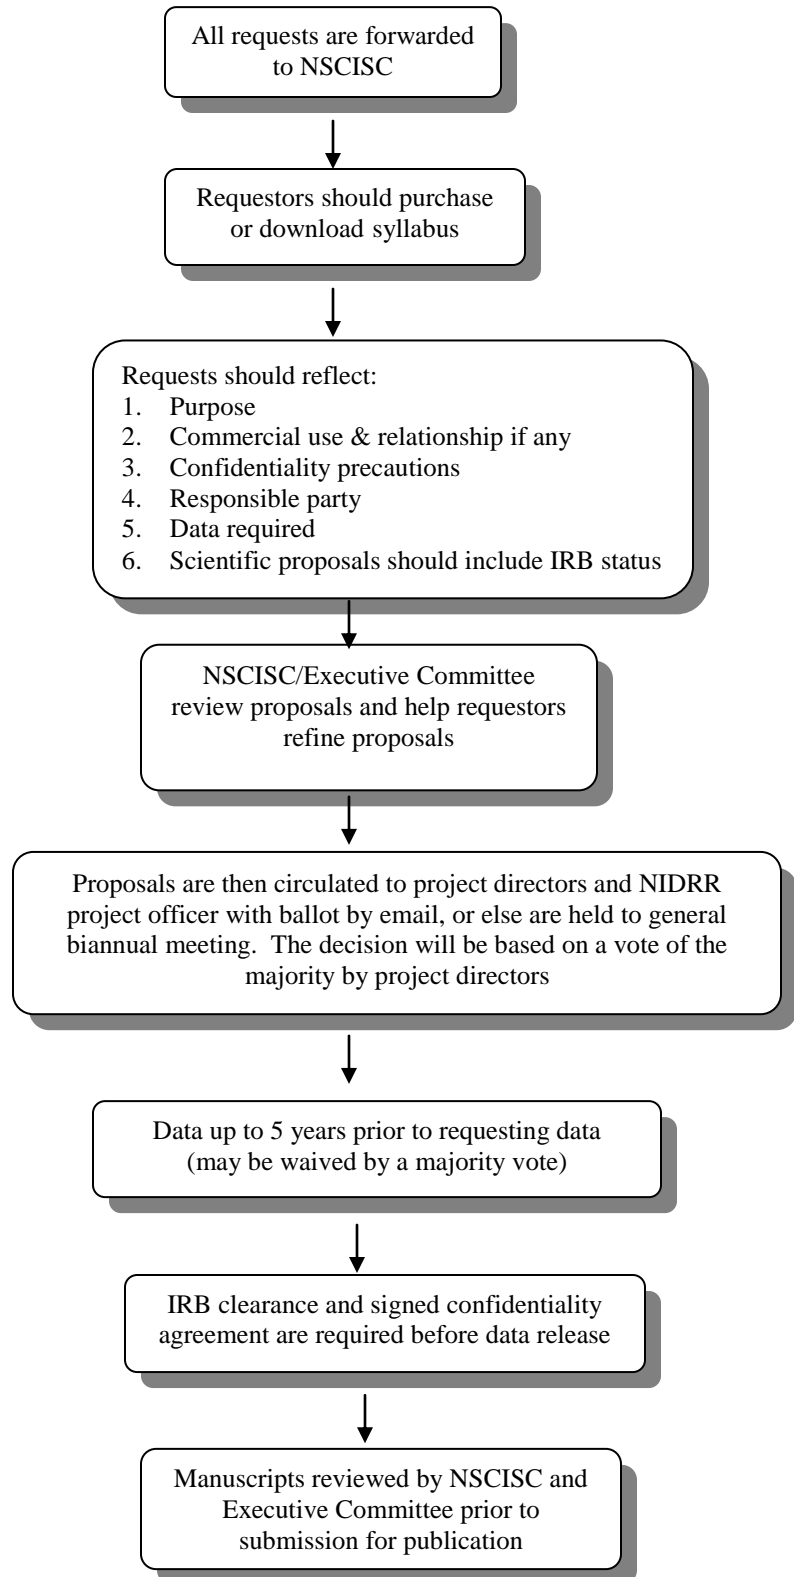 All requests are forwarded
to NSCISC
Requestors should purchase
or download syllabus
Requests should reflect:
1. Purpose
2. Commercial use & relationship if any
3. Confidentiality precautions
4. Responsible party
5. Data required
6. Scientific proposals should include IRB status
NSCISC/Executive Committee
review proposals and help requestors
refine proposals
Proposals are then circulated to project directors and NIDRR
project officer with ballot by email, or else are held to general
biannual meeting.  The decision will be based on a vote of the
majority by project directors
Data up to 5 years prior to requesting data
(may be waived by a majority vote)
IRB clearance and signed confidentiality
agreement are required before data release
Manuscripts reviewed by NSCISC and
Executive Committee prior to
submission for publication